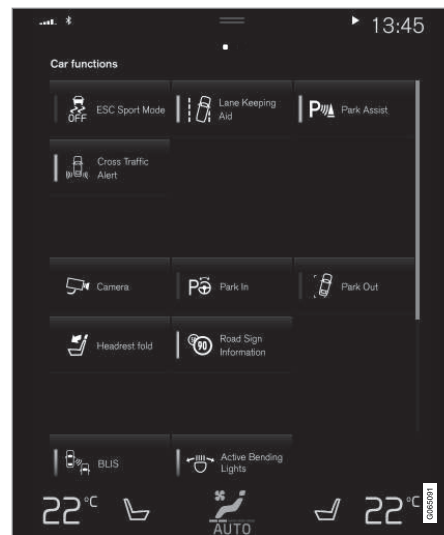 13:45
Car functions
OFF
ESC Sport Mode
Lane Keeping
Aid
P
Park Assist
Cross Traffic
Alert
Camera
P
Park In
Park Out
Headrest fold
90
Road Sign
Information
BLIS
Active Bending
Lights
22°C
AUTO
22°C
G065091